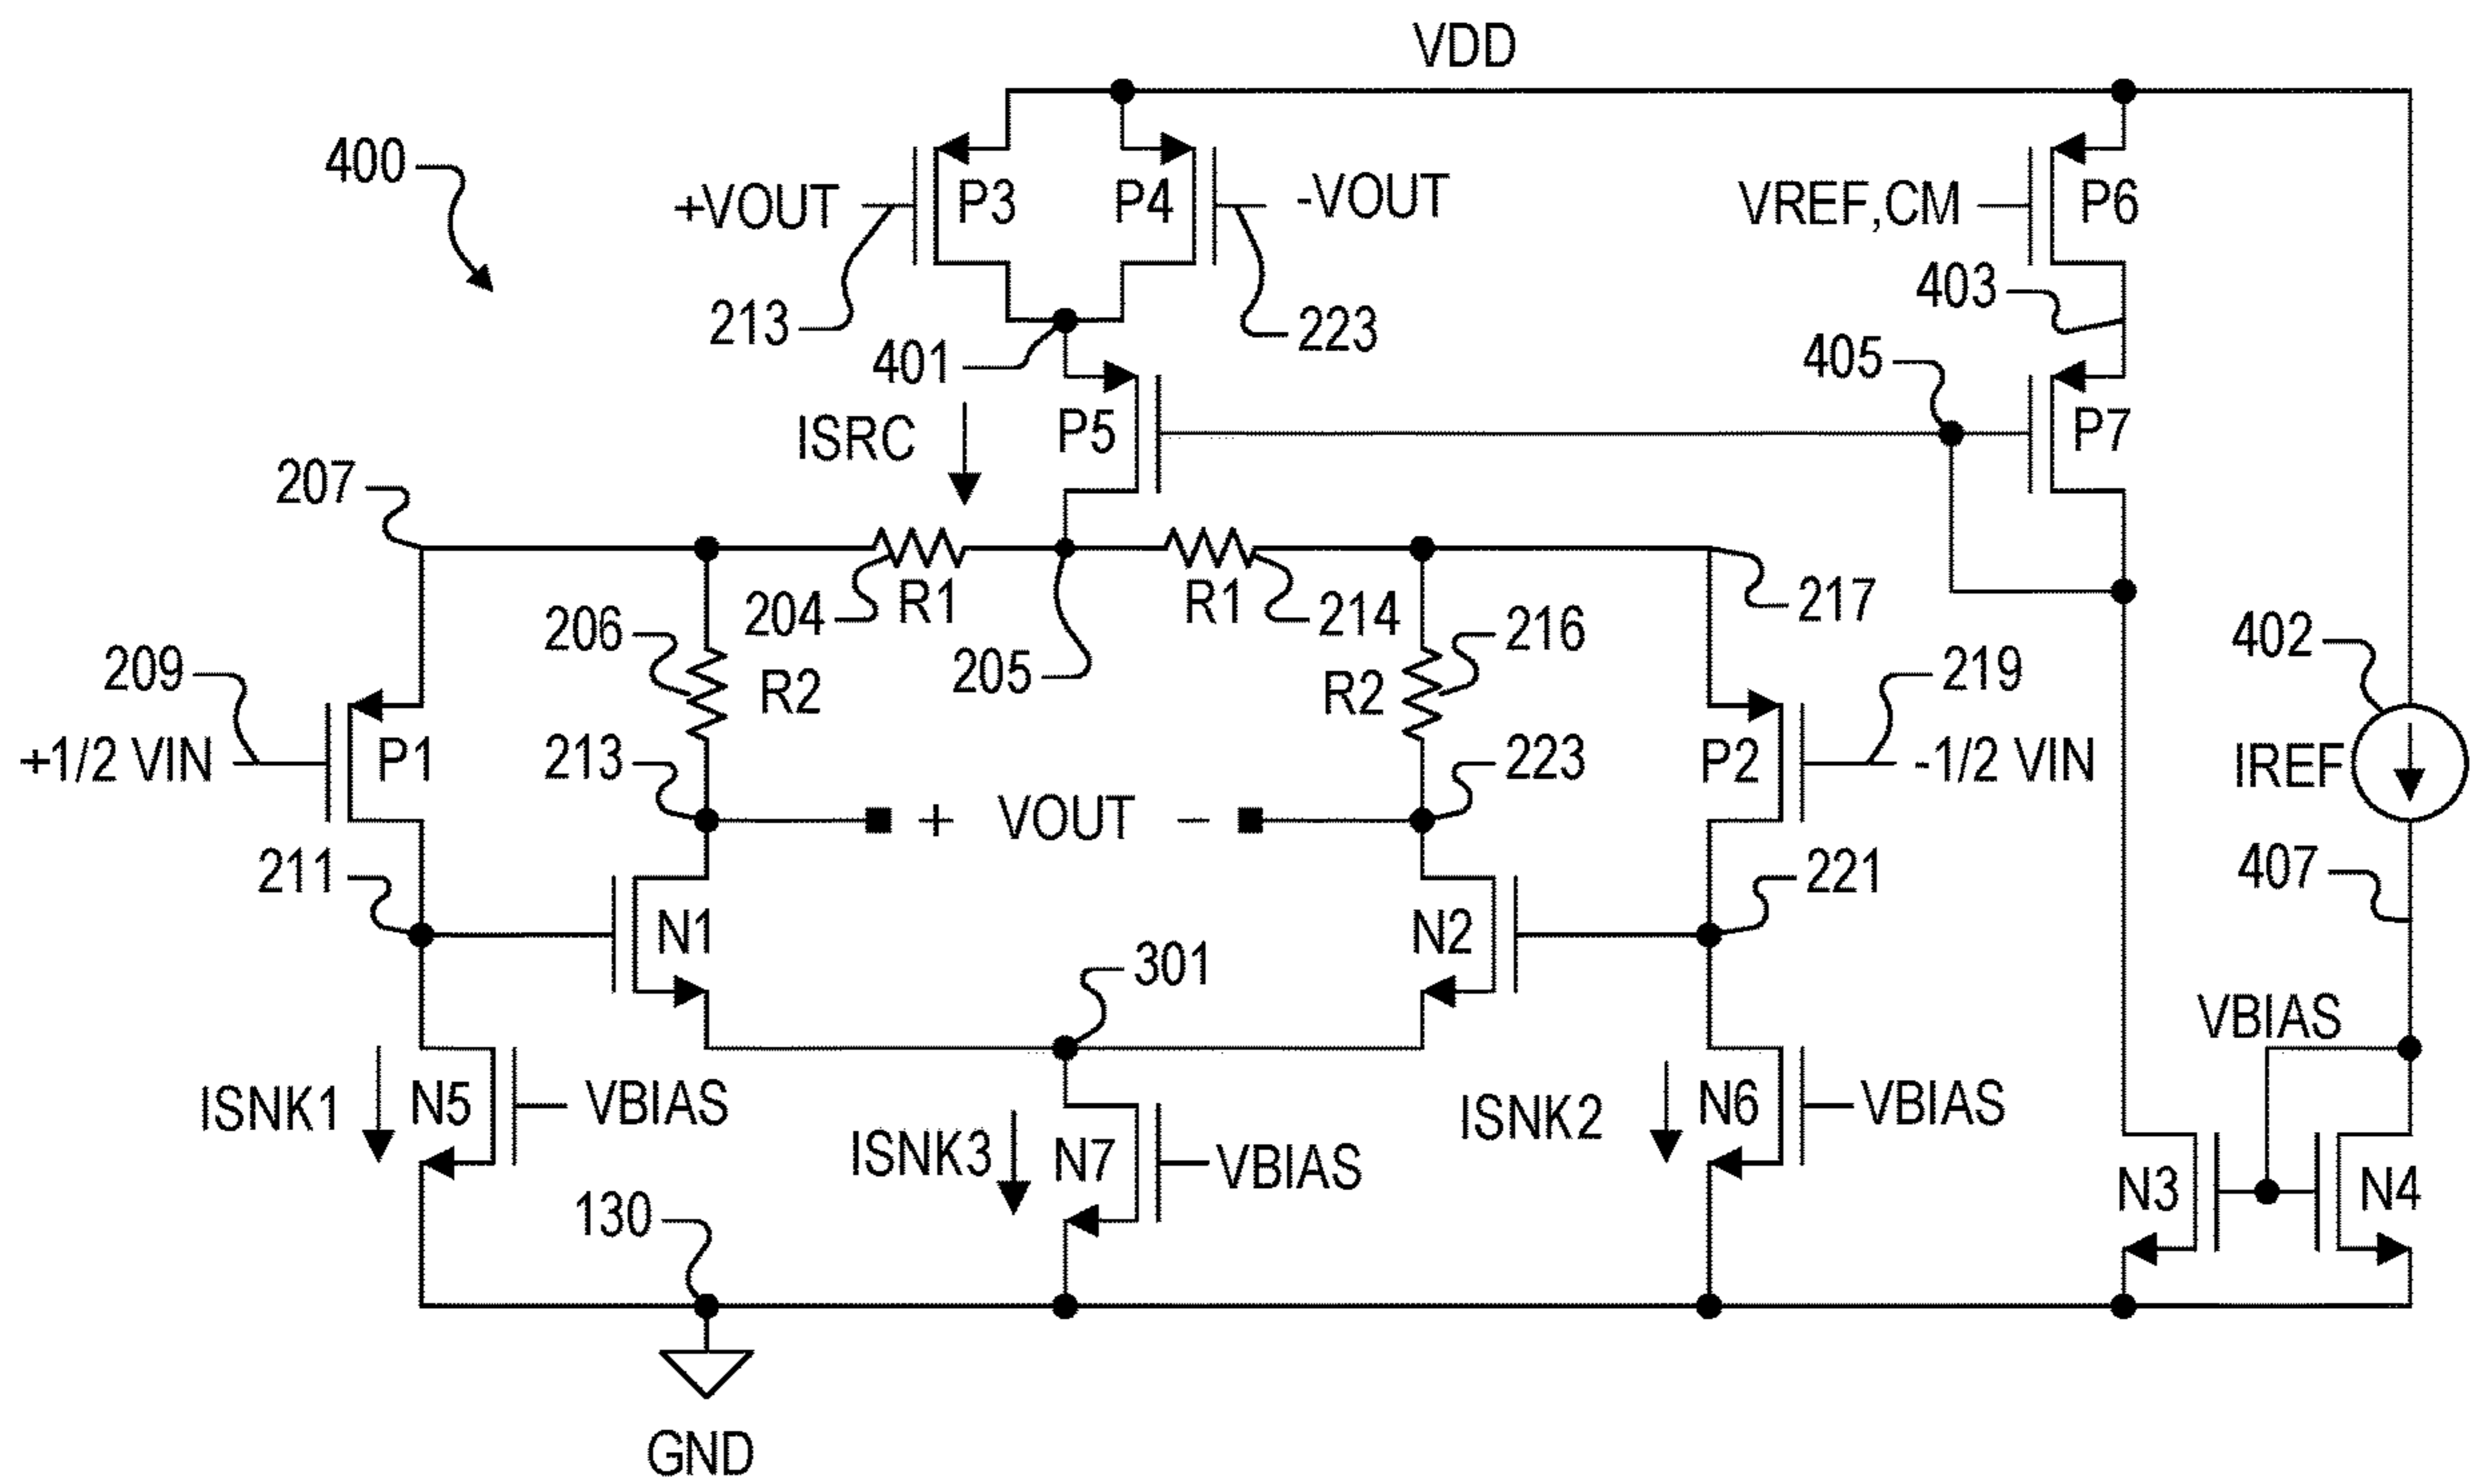 VDD
400
+VOUT
P3
P4
-VOUT
VREF,CM
P6
213
401
223
403
405
ISRC
P5
P7
207
204
R1
205
R1
214
217
206
R2
R2
216
402
209
+1/2 VIN
P1
213
+ VOUT –
223
P2
219
-1/2 VIN
IREF
211
N1
N2
221
407
301
VBIAS
ISNK1
N5
VBIAS
ISNK3
N7
VBIAS
ISNK2
N6
VBIAS
N3
N4
130
GND